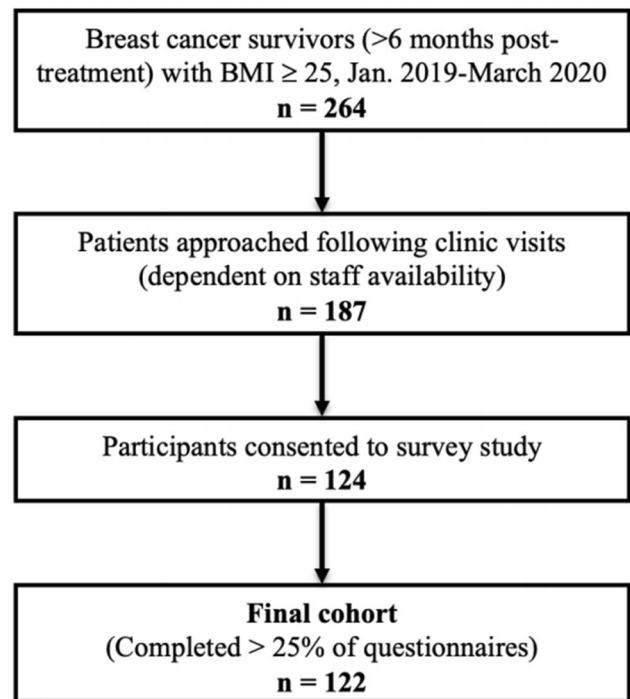 Breast cancer survivors (>6 months post-
treatment) with BMI ≥ 25, Jan. 2019-March 2020
n = 264
Patients approached following clinic visits
(dependent on staff availability)
n = 187
Participants consented to survey study
n = 124
Final cohort
(Completed > 25% of questionnaires)
n = 122